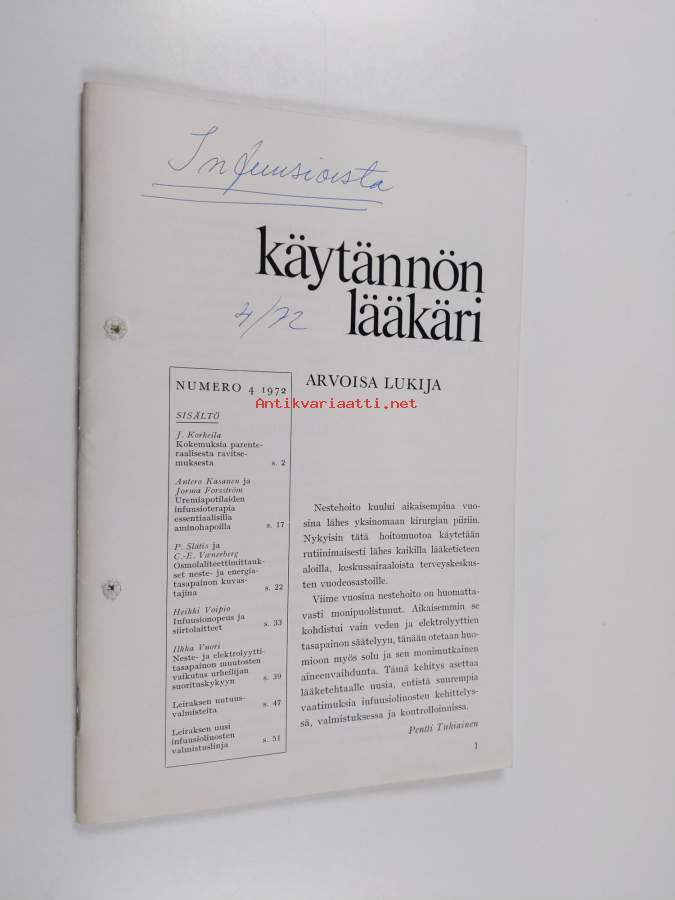 Infuusioista
käytännön
lääkäri
4/72
NUMERO 4 1972
SISÄLTÖ
J. Korkeila
Kokemuksia parente-
raalisesta ravitse-
muksesta s. 2
Antero Kasanen ja
Jorma Forsström
Uremiapotilaiden
infuusioterapia
essentiaalisilla
aminohapoilla s. 17
P. Slätis ja
C.-E. Vænerberg
Osmolaliteettimittauk-
set neste- ja energia-
tasapainon kuvas-
tajina s. 22
Heikki Voipio
Infuusionopeus ja
siirtolaitteet s. 33
Ilkka Vuori
Neste- ja elektrolyytti-
tasapainon muutosten
vaikutus urheilijan
suorituskykyyn s. 39
Leiraksen uutuus-
valmisteita s. 47
Leiraksen uusi
infuusioliuosten
valmistuslinja s. 51
ARVOISA LUKIJA
Antikvariaatti.net
Nestehoito kuului aikaisempina vuo-
sina lähes yksinomaan kirurgian piiriin.
Nykyisin tätä hoitomuotoa käytetään
rutiinimaisesti lähes kaikilla lääketieteen
aloilla, keskussairaaloista terveyskeskus-
ten vuodeosastoille.
Viime vuosina nestehoito on huomatta-
vasti monipuolistunut. Aikaisemmin se
kohdistui vain veden ja elektrolyyttien
tasapainon säätelyyn, tänään otetaan huo-
mioon myös solu ja sen monimutkainen
aineenvaihdunta. Tämä kehitys asettaa
lääketehtaalle uusia, entistä suurempia
vaatimuksia infuusioliuosten kehittelys-
sä, valmistuksessa ja kontrolloinnissa.
Pentti Tukiainen
1